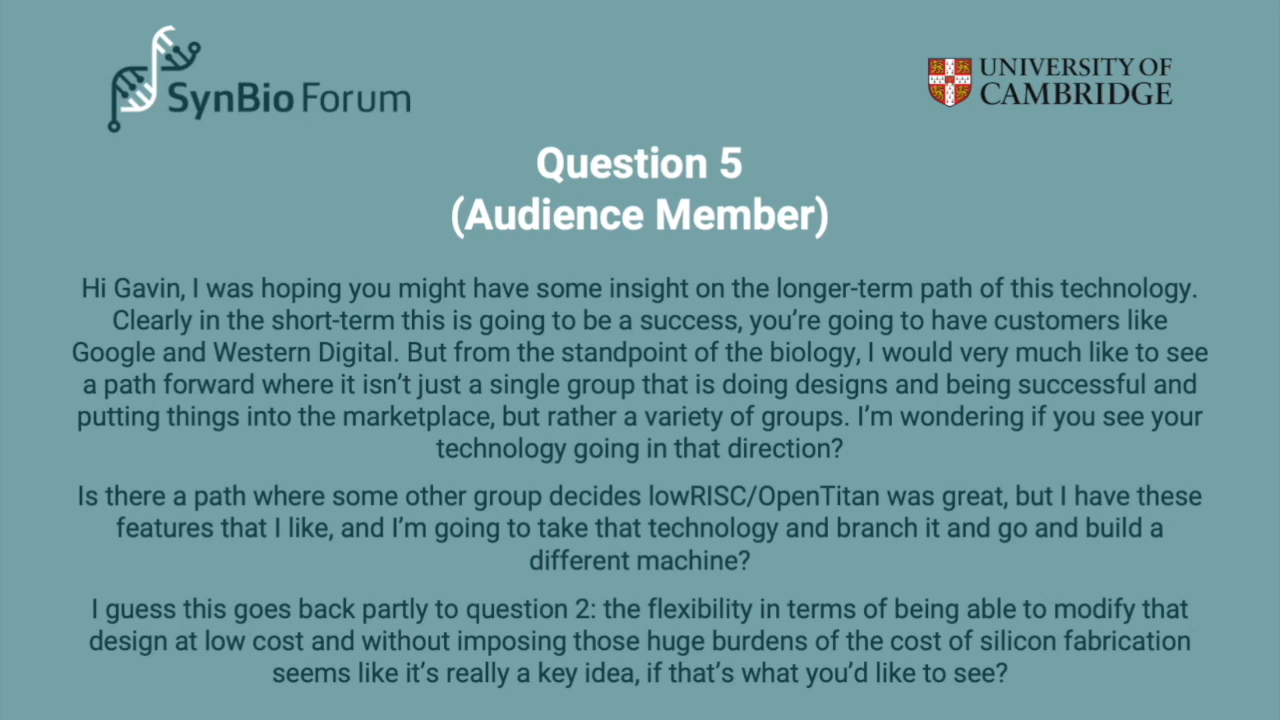 SynBio Forum
UNIVERSITY OF
CAMBRIDGE
Question 5
(Audience Member)
Hi Gavin, I was hoping you might have some insight on the longer-term path of this technology.
Clearly in the short-term this is going to be a success, you’re going to have customers like
Google and Western Digital. But from the standpoint of the biology, I would very much like to see
a path forward where it isn’t just a single group that is doing designs and being successful and
putting things into the marketplace, but rather a variety of groups. I’m wondering if you see your
technology going in that direction?
Is there a path where some other group decides lowRISC/OpenTitan was great, but I have these
features that I like, and I’m going to take that technology and branch it and go and build a
different machine?
I guess this goes back partly to question 2: the flexibility in terms of being able to modify that
design at low cost and without imposing those huge burdens of the cost of silicon fabrication
seems like it’s really a key idea, if that’s what you’d like to see?